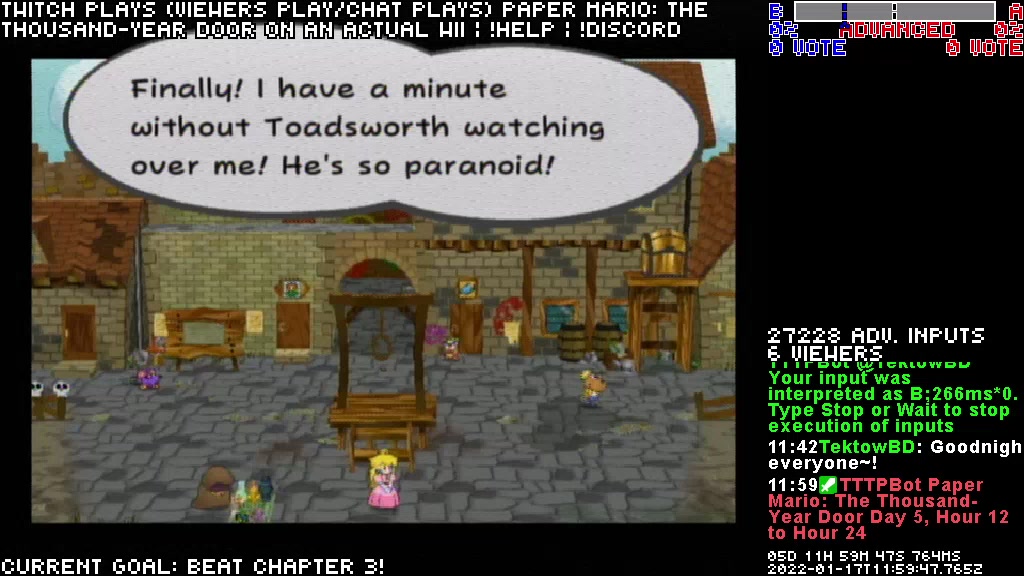 TWITCH PLAYS (VIEWERS PLAY/CHAT PLAYS) PAPER MARIO: THE
THOUSAND-YEAR DOOR ON AN ACTUAL WII ¦ !HELP ¦ !DISCORD
B
A
0%
ADVANCED
0%
0 VOTE
0 VOTE
Finally! I have a minute
without Toadsworth watching
over me! He's so paranoid!
27228 ADV. INPUTS
6 VIEWERS
TTTPBot @TektowBD
Your input was
interpreted as B;266ms*0.
Type Stop or Wait to stop
execution of inputs
11:42TektowBD: Goodnigh
everyone~!
11:59TTTPBot Paper
Mario: The Thousand-
Year Door Day 5, Hour 12
to Hour 24
05D 11H 59M 47S 764MS
2022-01-17T11:59:47.765Z
CURRENT GOAL: BEAT CHAPTER 3!